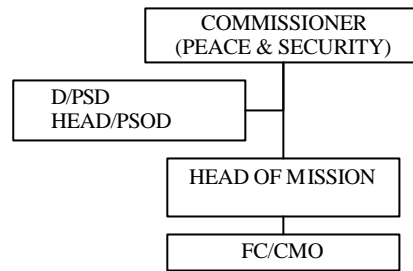 COMMISSIONER
(PEACE & SECURITY)
D/PSD
HEAD/PSOD
HEAD OF MISSION
FC/CMO